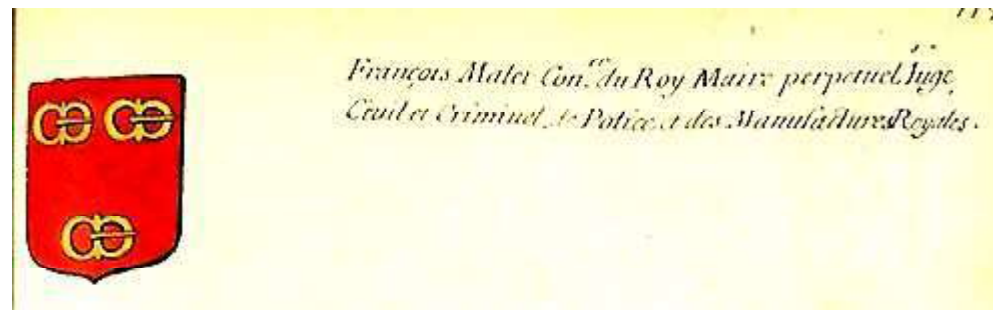 François Malet Con.er du Roy Maire perpetuel Juge
Civil et Criminel de Police et des Manufactures Royales.